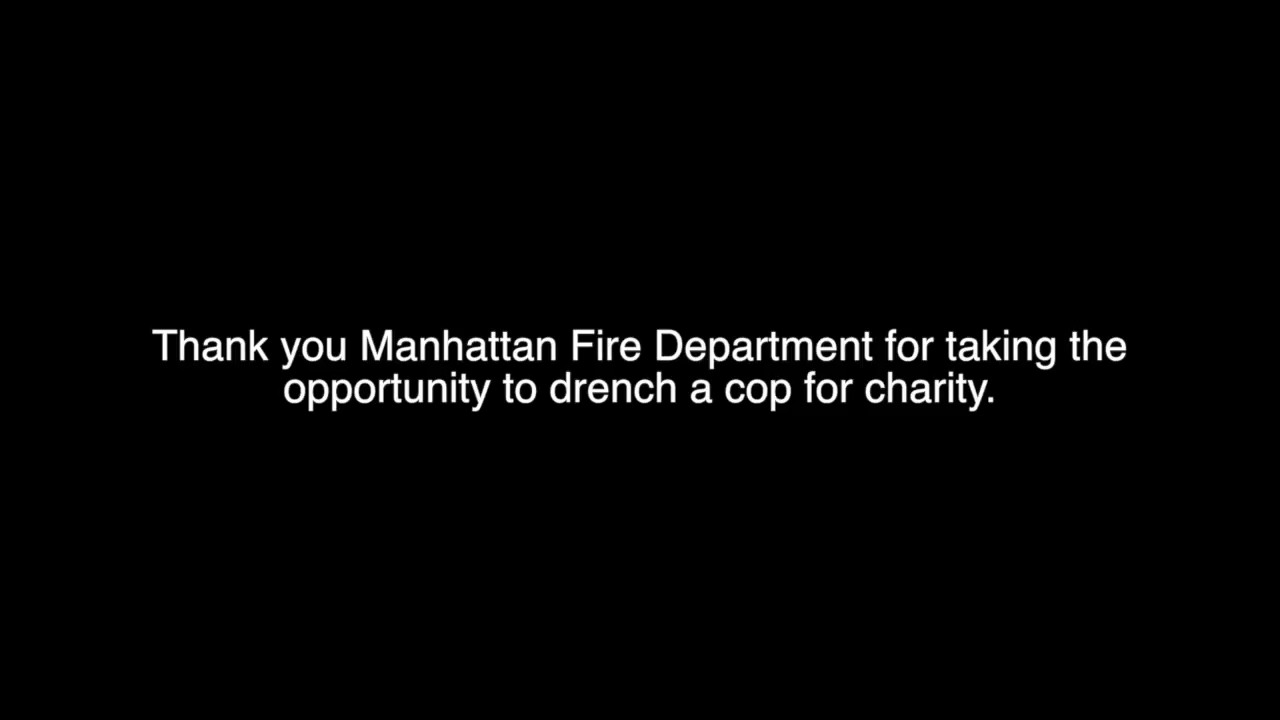 Thank you Manhattan Fire Department for taking the
opportunity to drench a cop for charity.